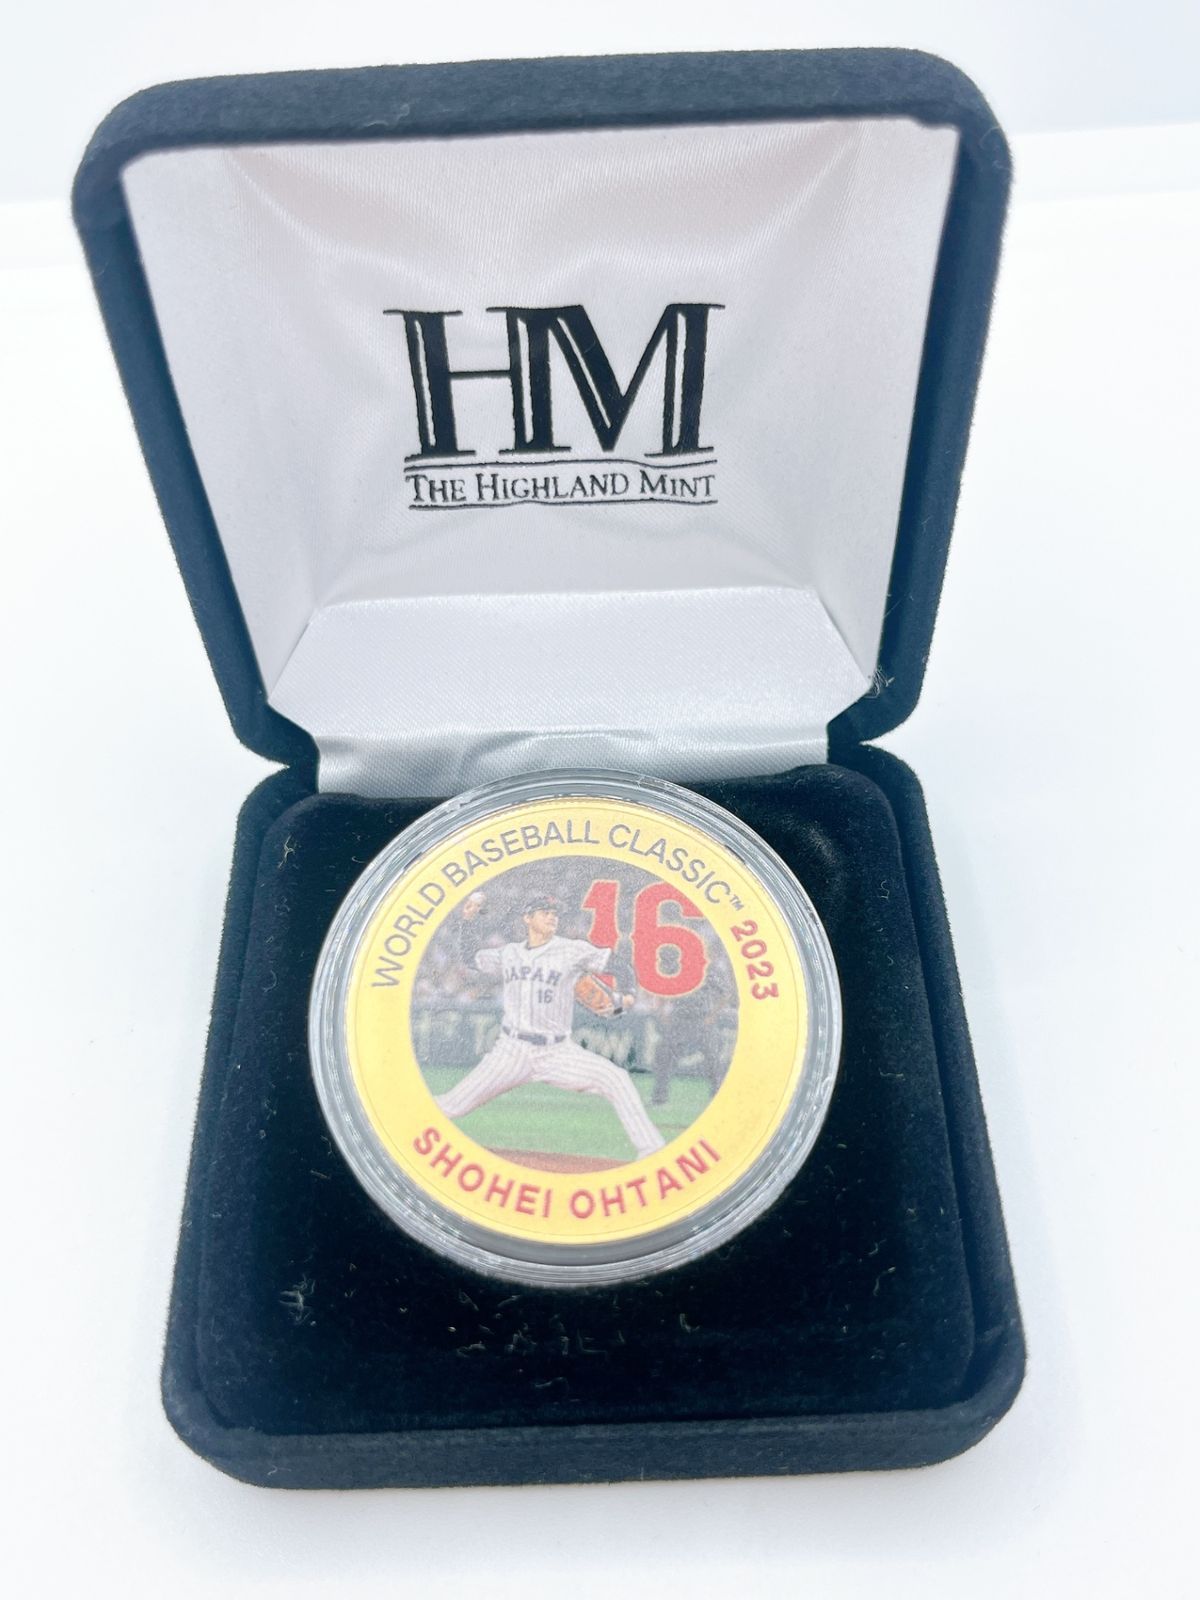 HM
THE HIGHLAND MINT
WORLD BASEBALL CLASSIC™ 2023
16
JAPAN
16
SHOHEI OHTANI